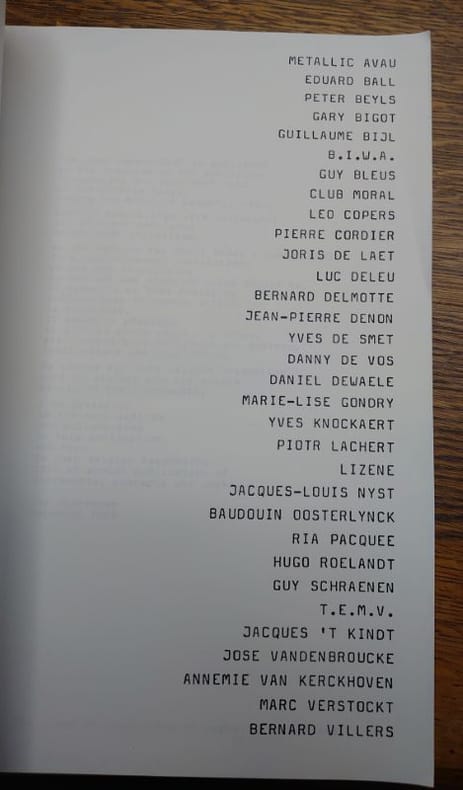 METALLIC AVAU
EDUARD BALL
PETER BEYLS
GARY BIGOT
GUILLAUME BIJL
B.I.W.A.
GUY BLEUS
CLUB MORAL
LEO COPERS
PIERRE CORDIER
JORIS DE LAET
LUC DELEU
BERNARD DELMOTTE
JEAN-PIERRE DENON
YVES DE SMET
DANNY DE VOS
DANIEL DEWAELE
MARIE-LISE GONDRY
YVES KNOCKAERT
PIOTR LACHERT
LIZENE
JACQUES-LOUIS NYST
BAUDOUIN OOSTERLYNCK
RIA PACQUEE
HUGO ROELANDT
GUY SCHRAENEN
T.E.M.V.
JACQUES 'T KINDT
JOSE VANDENBROUCKE
ANNEMIE VAN KERCKHOVEN
MARC VERSTOCKT
BERNARD VILLERS